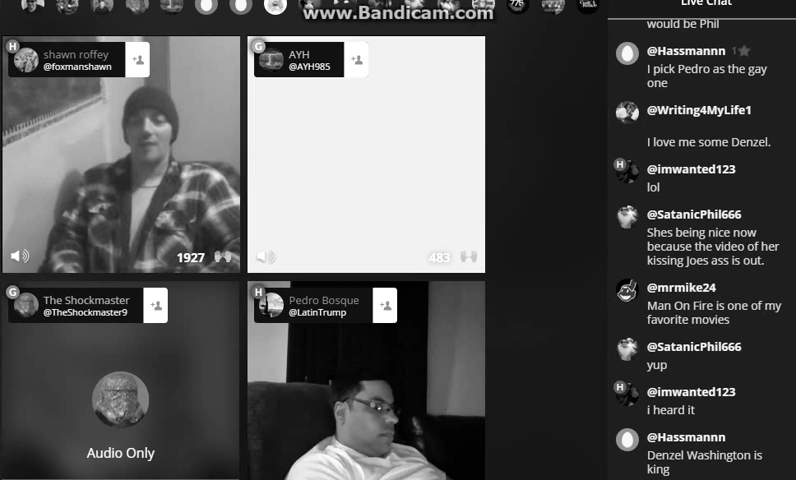 www.Bandicam.com
Live Chat
H
shawn roffey
@foxmanshawn
1927
G
AYH
@AYH985
483
G
The Shockmaster
@TheShockmaster9
Audio Only
H
Pedro Bosque
@LatinTrump
would be Phil
@Hassmannn 1★
I pick Pedro as the gay
one
@Writing4MyLife1
I love me some Denzel.
H
@imwanted123
lol
@SatanicPhil666
Shes being nice now
because the video of her
kissing Joes ass is out.
@mrmike24
Man On Fire is one of my
favorite movies
@SatanicPhil666
yup
H
@imwanted123
i heard it
@Hassmannn
Denzel Washington is
king